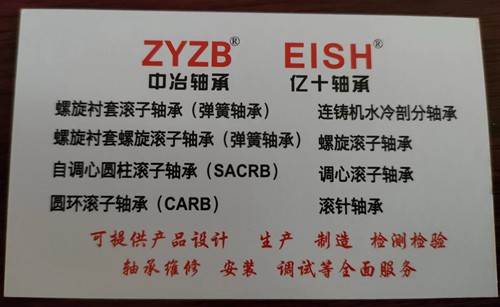 ZYZB® EISH®
中冶轴承 亿十轴承
螺旋衬套滚子轴承（弹簧轴承） 连铸机水冷剖分轴承
螺旋衬套螺旋滚子轴承（弹簧轴承） 螺旋滚子轴承
自调心圆柱滚子轴承（SACRB） 调心滚子轴承
圆环滚子轴承（CARB） 滚针轴承
可提供产品设计 生产 制造 检测检验
轴承维修 安装 调试等全面服务